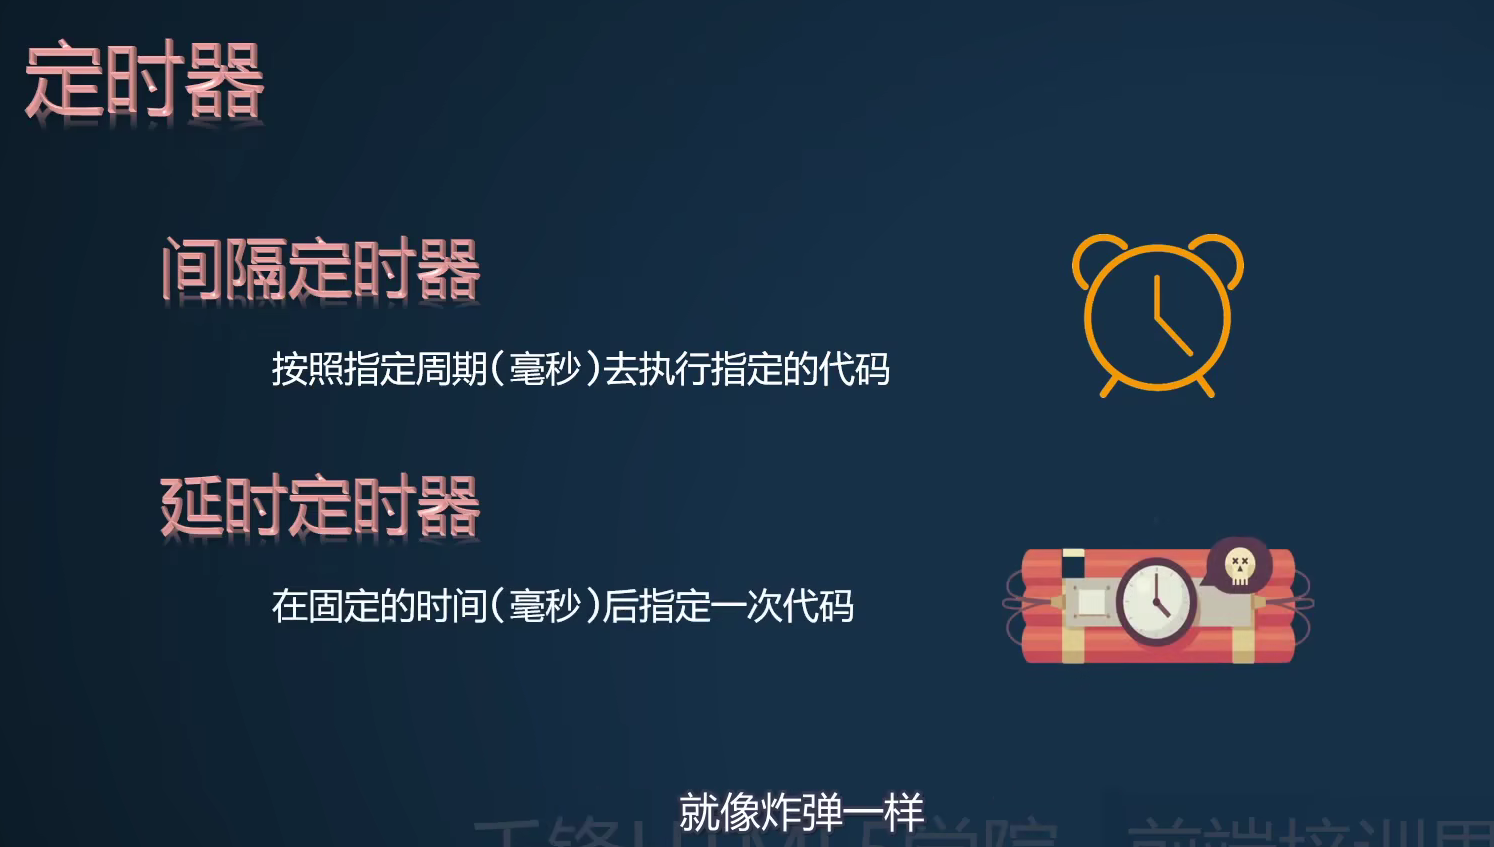 定时器
间隔定时器
按照指定周期(毫秒)去执行指定的代码
延时定时器
在固定的时间(毫秒)后指定一次代码
就像炸弹一样